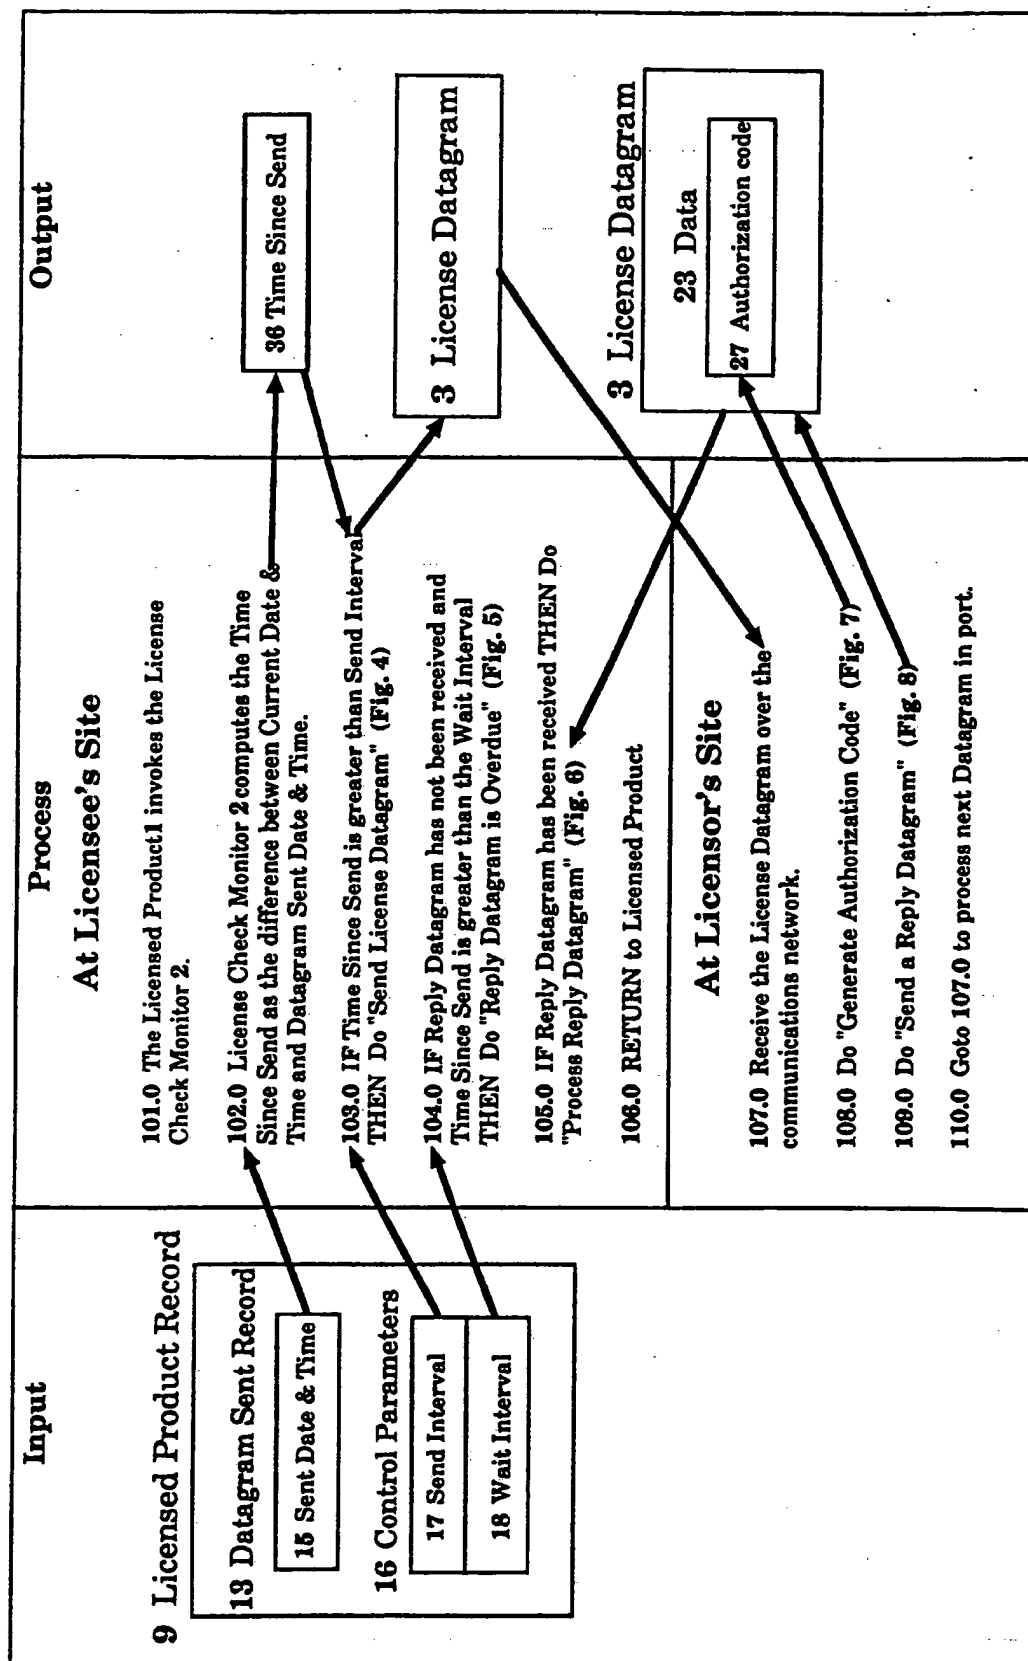 Input
Process
Output
9 Licensed Product Record
13 Datagram Sent Record
15 Sent Date & Time
16 Control Parameters
17 Send Interval
18 Wait Interval
At Licensee's Site
101.0 The Licensed Product1 invokes the License
Check Monitor 2.
102.0 License Check Monitor 2 computes the Time
Since Send as the difference between Current Date &
Time and Datagram Sent Date & Time.
103.0 IF Time Since Send is greater than Send Interval
THEN Do "Send License Datagram" (Fig. 4)
104.0 IF Reply Datagram has not been received and
Time Since Send is greater than the Wait Interval
THEN Do "Reply Datagram is Overdue" (Fig. 5)
105.0 IF Reply Datagram has been received THEN Do
"Process Reply Datagram" (Fig. 6)
106.0 RETURN to Licensed Product
At Licensor's Site
107.0 Receive the License Datagram over the
communications network.
108.0 Do "Generate Authorization Code" (Fig. 7)
109.0 Do "Send a Reply Datagram" (Fig. 8)
110.0 Goto 107.0 to process next Datagram in port.
36 Time Since Send
3 License Datagram
3 License Datagram
23 Data
27 Authorization code